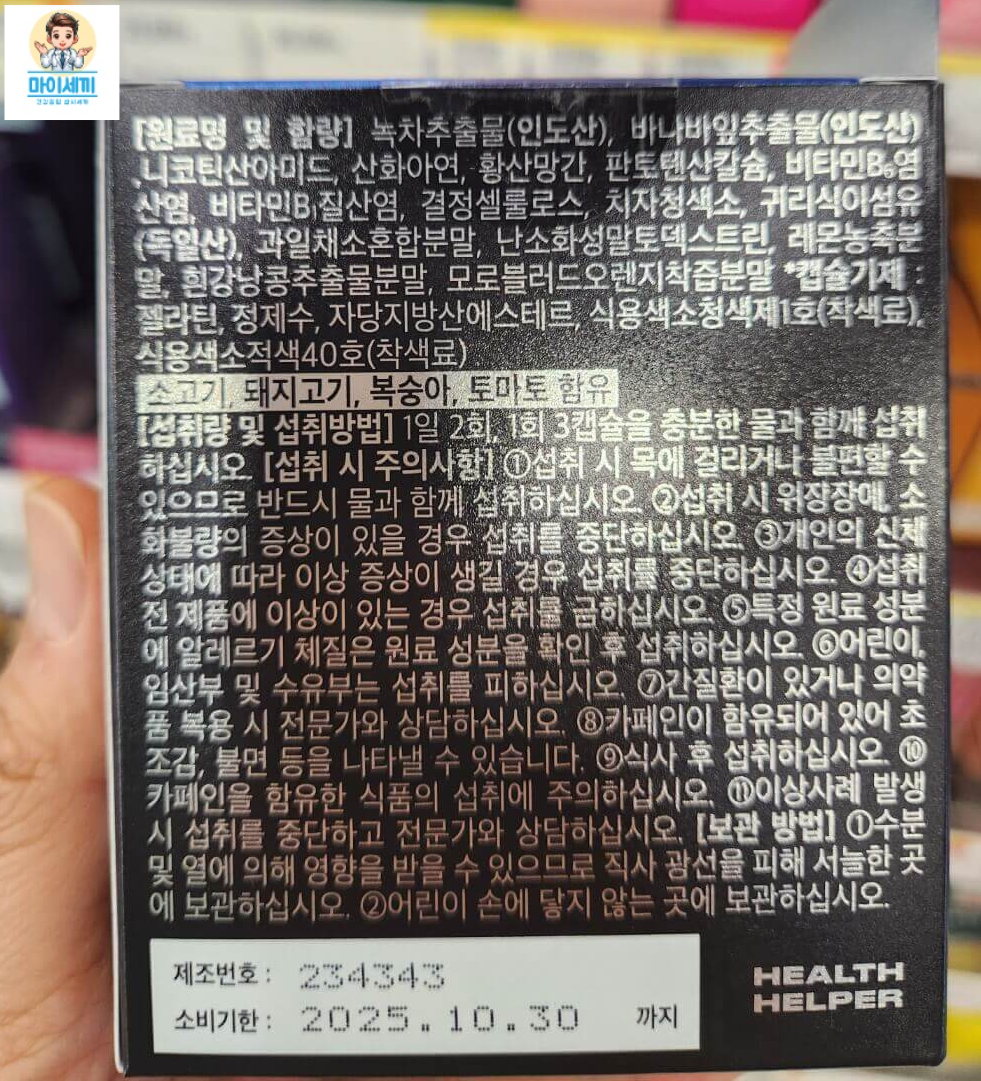 마이세끼
[원료명 및 함량] 녹차추출물(인도산), 바나바잎추출물(인도산)
,니코틴산아미드, 산화아연, 황산망간, 판토텐산칼슘, 비타민B₆염
산염, 비타민B₁질산염, 결정셀룰로스, 치자청색소, 귀리식이섬유
(독일산), 과일채소혼합분말, 난소화성말토덱스트린, 레몬농축분
말, 흰강낭콩추출물분말, 모로블러드오렌지착즙분말 *캡슐기제 :
젤라틴, 정제수, 자당지방산에스테르, 식용색소청색제1호(착색료),
식용색소적색40호(착색료)
소고기, 돼지고기, 복숭아, 토마토 함유
[섭취량 및 섭취방법] 1일 2회, 1회 3캡슐을 충분한 물과 함께 섭취
하십시오. [섭취 시 주의사항] ①섭취 시 목에 걸리거나 불편할 수
있으므로 반드시 물과 함께 섭취하십시오. ②섭취 시 위장장애, 소
화불량의 증상이 있을 경우 섭취를 중단하십시오. ③개인의 신체
상태에 따라 이상 증상이 생길 경우 섭취를 중단하십시오. ④섭취
전 제품에 이상이 있는 경우 섭취를 금하십시오. ⑤특정 원료 성분
에 알레르기 체질은 원료 성분을 확인 후 섭취하십시오. ⑥어린이,
임산부 및 수유부는 섭취를 피하십시오. ⑦간질환이 있거나 의약
품 복용 시 전문가와 상담하십시오. ⑧카페인이 함유되어 있어 초
조감, 불면 등을 나타낼 수 있습니다. ⑨식사 후 섭취하십시오. ⑩
카페인을 함유한 식품의 섭취에 주의하십시오. ⑪이상사례 발생
시 섭취를 중단하고 전문가와 상담하십시오. [보관 방법] ①수분
및 열에 의해 영향을 받을 수 있으므로 직사 광선을 피해 서늘한 곳
에 보관하십시오. ②어린이 손에 닿지 않는 곳에 보관하십시오.
제조번호 : 234343
소비기한 : 2025.10.30 까지
HEALTH
HELPER